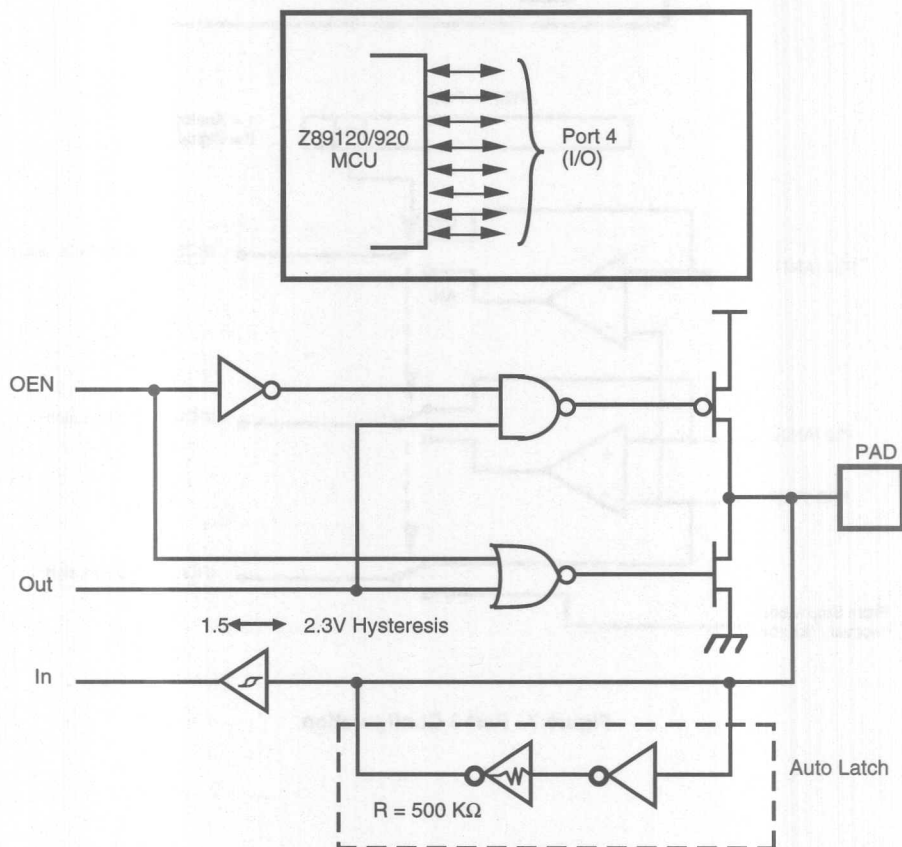 Z89120/920
MCU
Port 4
(I/O)
OEN
PAD
Out
1.5
2.3V Hysteresis
In
Auto Latch
R = 500 KΩ